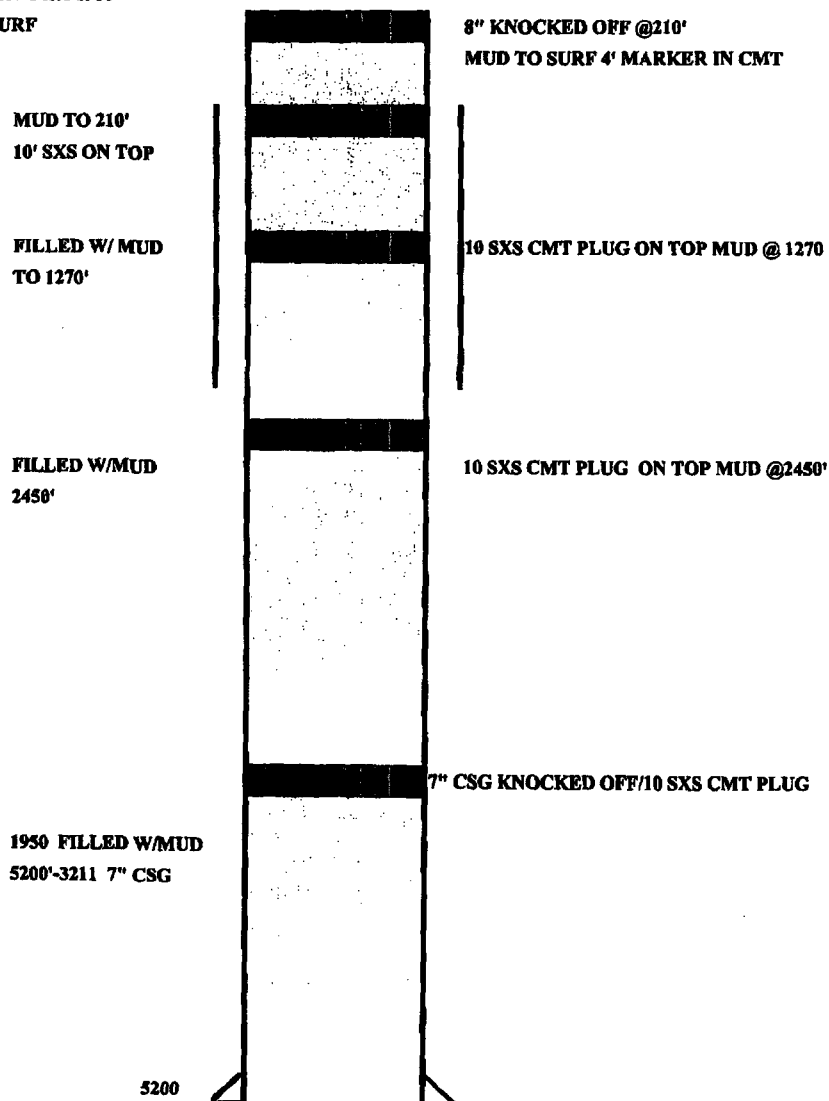 URF
8" KNOCKED OFF @210'
MUD TO SURF 4' MARKER IN CMT
MUD TO 210'
10' SXS ON TOP
FILLED W/ MUD
TO 1270'
10 SXS CMT PLUG ON TOP MUD @ 1270
FILLED W/MUD
2450'
10 SXS CMT PLUG ON TOP MUD @2450'
7" CSG KNOCKED OFF/10 SXS CMT PLUG
1950 FILLED W/MUD
5200'-3211 7" CSG
5200